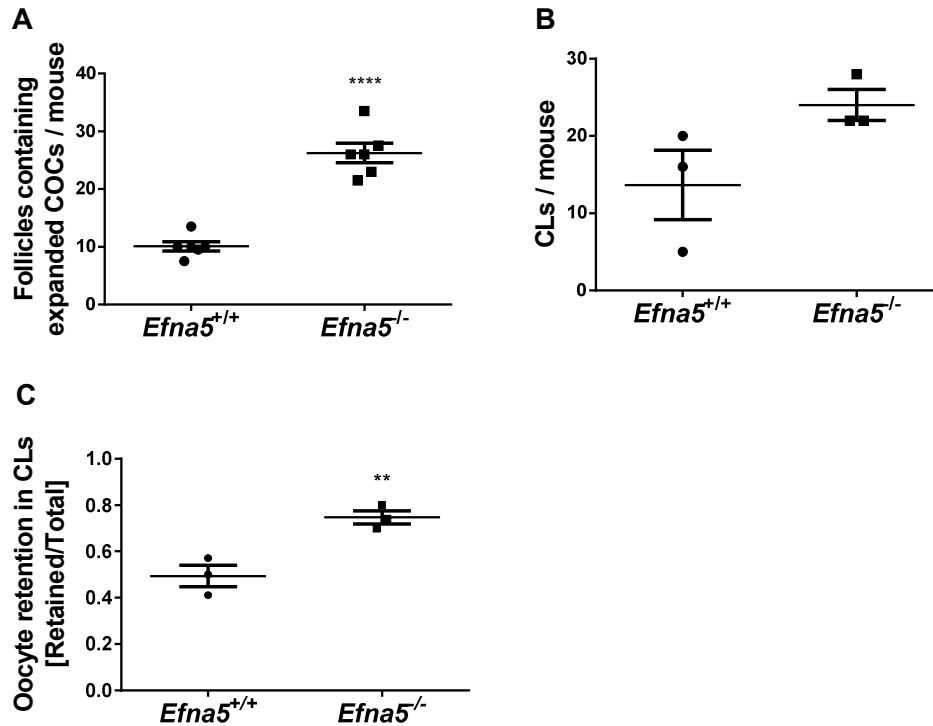 A
Follicles containing
expanded COCs / mouse
40
30
20
10
0
****
Efna5+/+
Efna5-/-
B
CLs / mouse
30
20
10
0
Efna5+/+
Efna5-/-
C
Oocyte retention in CLs
[Retained/Total]
1.0
0.8
0.6
0.4
0.2
0.0
**
Efna5+/+
Efna5-/-